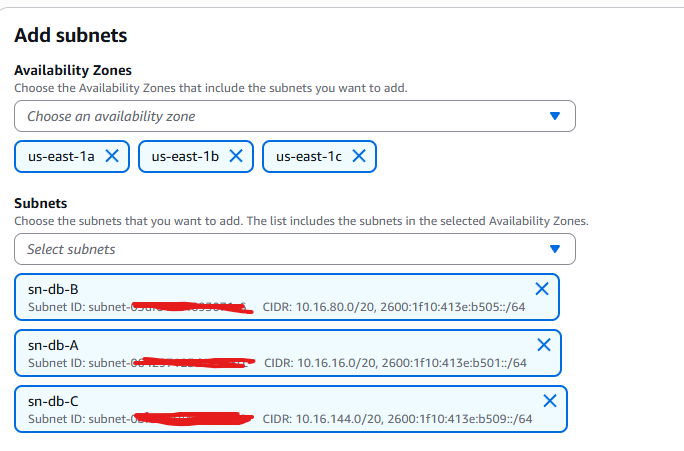 Add subnets
Availability Zones
Choose the Availability Zones that include the subnets you want to add.
Choose an availability zone
us-east-1a us-east-1b us-east-1c
Subnets
Choose the subnets that you want to add. The list includes the subnets in the selected Availability Zones.
Select subnets
sn-db-B
Subnet ID: subnet- CIDR: 10.16.80.0/20, 2600:1f10:413e:b505::/64
sn-db-A
Subnet ID: subnet- CIDR: 10.16.16.0/20, 2600:1f10:413e:b501::/64
sn-db-C
Subnet ID: subnet- CIDR: 10.16.144.0/20, 2600:1f10:413e:b509::/64